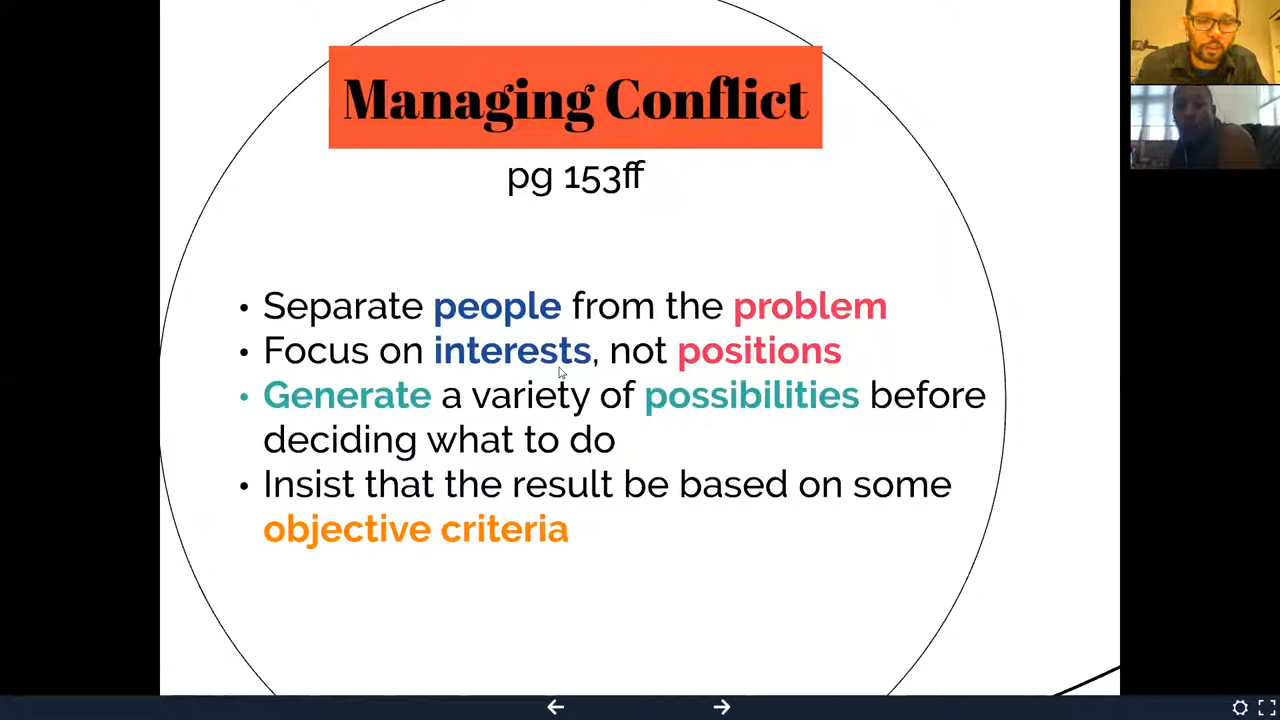 Managing Conflict
pg 153ff
• Separate people from the problem
• Focus on interests, not positions
• Generate a variety of possibilities before
deciding what to do
• Insist that the result be based on some
objective criteria